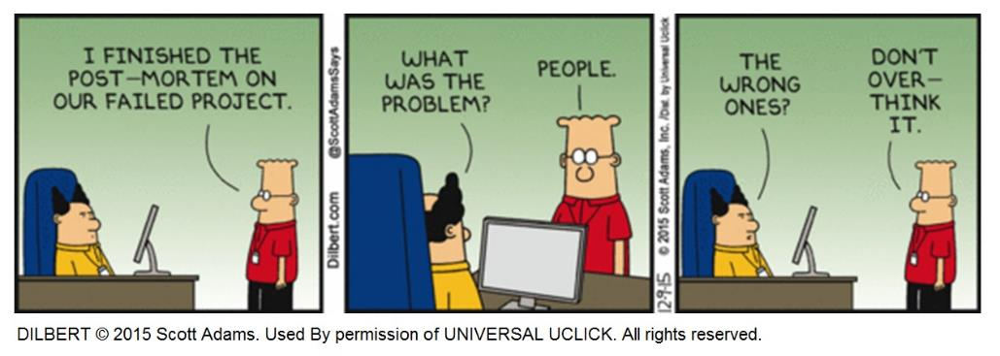 I FINISHED THE
POST-MORTEM ON
OUR FAILED PROJECT.
Dilbert.com @ScottAdamsSays
WHAT
WAS THE
PROBLEM?
PEOPLE.
12-9-15 © 2015 Scott Adams, Inc. /Dist. by Universal Uclick
THE
WRONG
ONES?
DON'T
OVER-
THINK
IT.
DILBERT © 2015 Scott Adams. Used By permission of UNIVERSAL UCLICK. All rights reserved.